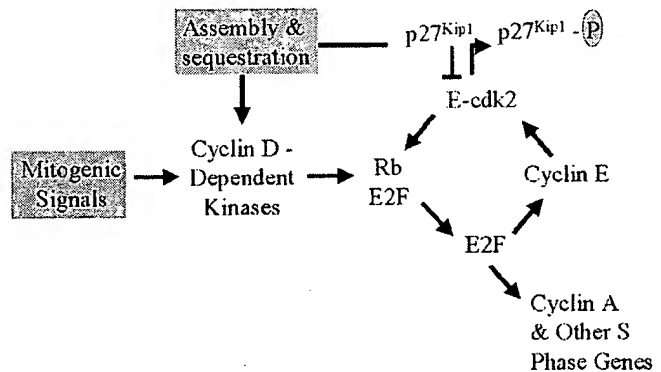 Assembly &
sequestration
p27Kip1
p27Kip1 - P
E-cdk2
Mitogenic
Signals
Cyclin D -
Dependent
Kinases
Rb
E2F
Cyclin E
E2F
Cyclin A
& Other S
Phase Genes